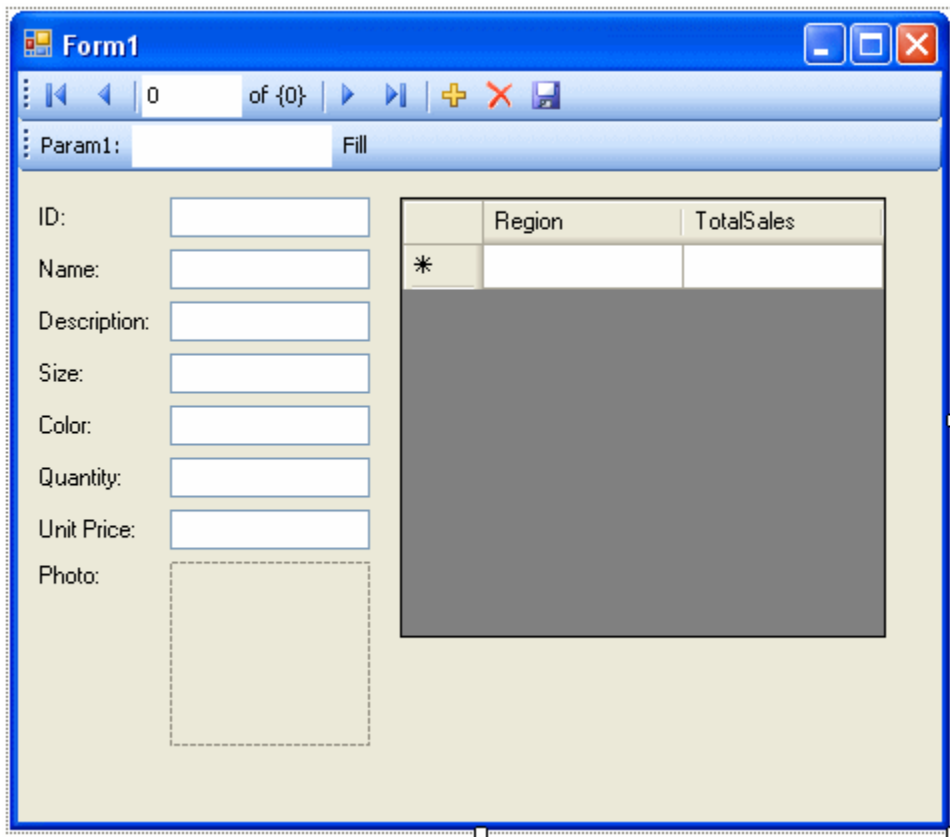 Form1
0 of {0}
Param1: Fill
ID:
Name:
Description:
Size:
Color:
Quantity:
Unit Price:
Photo:
Region TotalSales